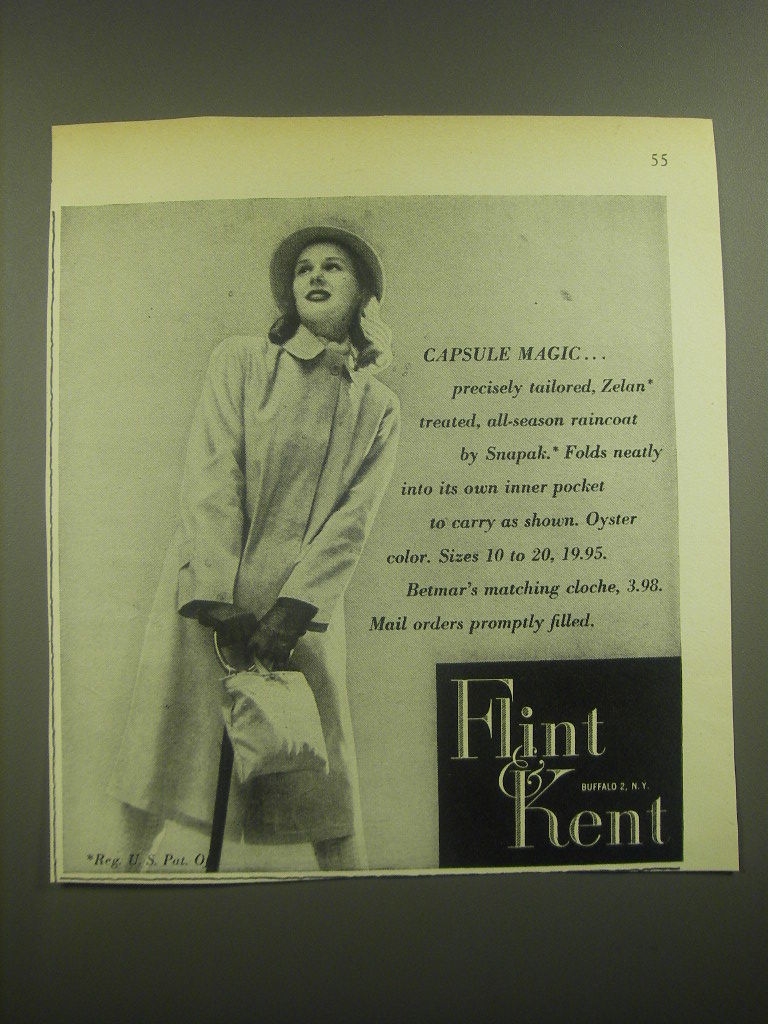 55
CAPSULE MAGIC...
precisely tailored, Zelan*
treated, all-season raincoat
by Snapak.* Folds neatly
into its own inner pocket
to carry as shown. Oyster
color. Sizes 10 to 20, 19.95.
Betmar's matching cloche, 3.98.
Mail orders promptly filled.
Flint
&
BUFFALO 2, N. Y.
Kent
*Reg. U. S. Pat. O